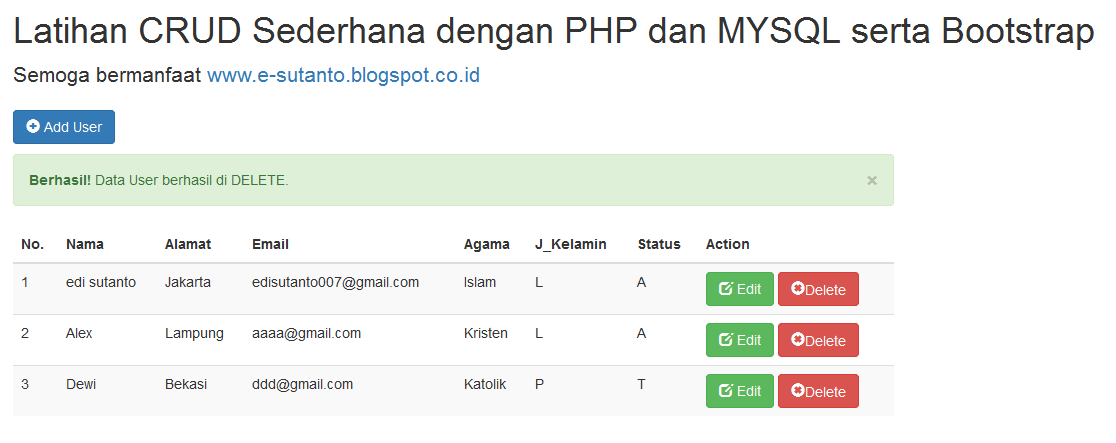 Latihan CRUD Sederhana dengan PHP dan MYSQL serta Bootstrap
Semoga bermanfaat www.e-sutanto.blogspot.co.id
Add User
Berhasil! Data User berhasil di DELETE. ×
No. Nama Alamat Email Agama J_Kelamin Status Action
1 edi sutanto Jakarta edisutanto007@gmail.com Islam L A Edit Delete
2 Alex Lampung aaaa@gmail.com Kristen L A Edit Delete
3 Dewi Bekasi ddd@gmail.com Katolik P T Edit Delete